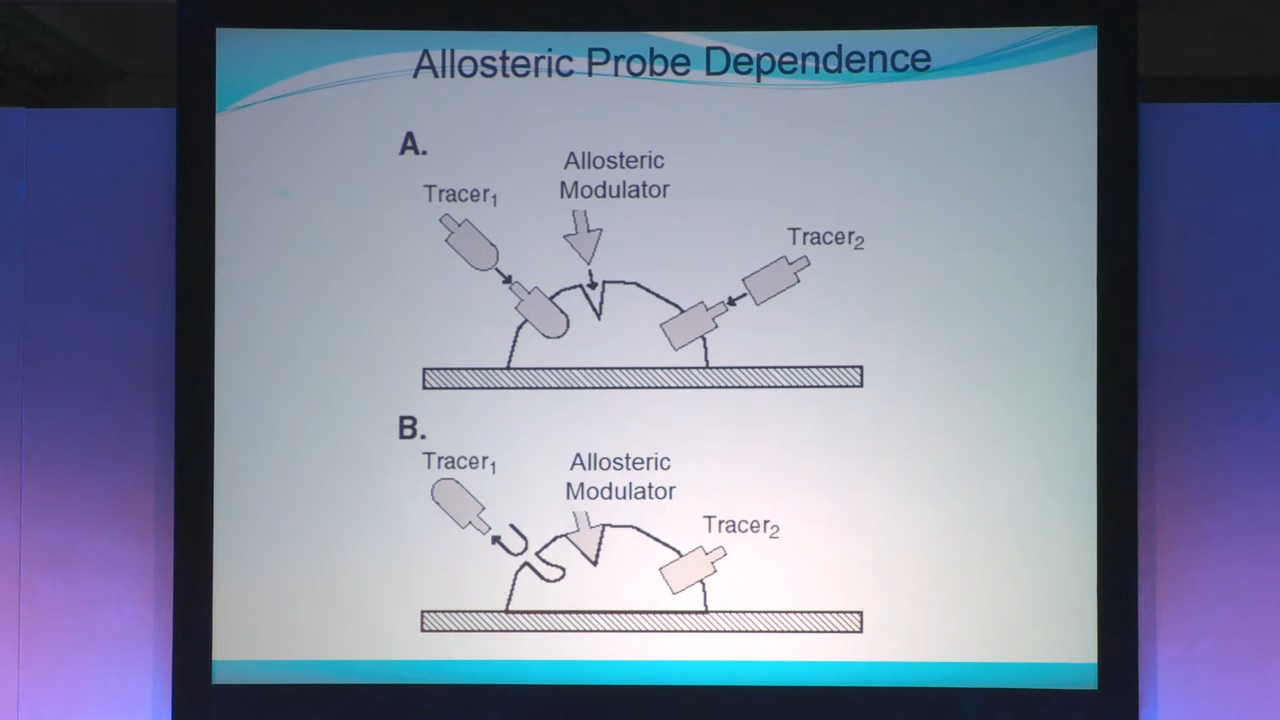 Allosteric Probe Dependence
A.
Allosteric
Modulator
Tracer1
Tracer2
B.
Tracer1
Allosteric
Modulator
Tracer2